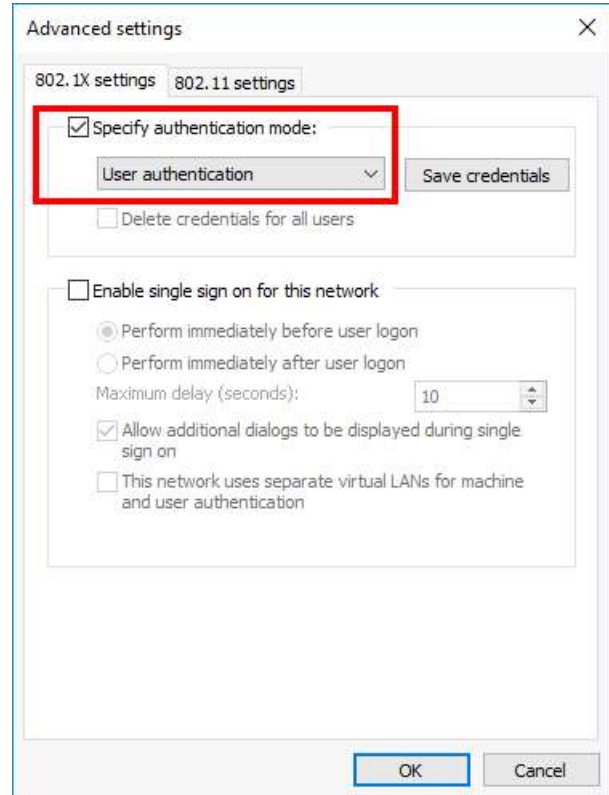 Advanced settings
802.1X settings
802.11 settings
Specify authentication mode:
User authentication
Save credentials
Delete credentials for all users
Enable single sign on for this network
Perform immediately before user logon
Perform immediately after user logon
Maximum delay (seconds):
10
Allow additional dialogs to be displayed during single
sign on
This network uses separate virtual LANs for machine
and user authentication
OK
Cancel